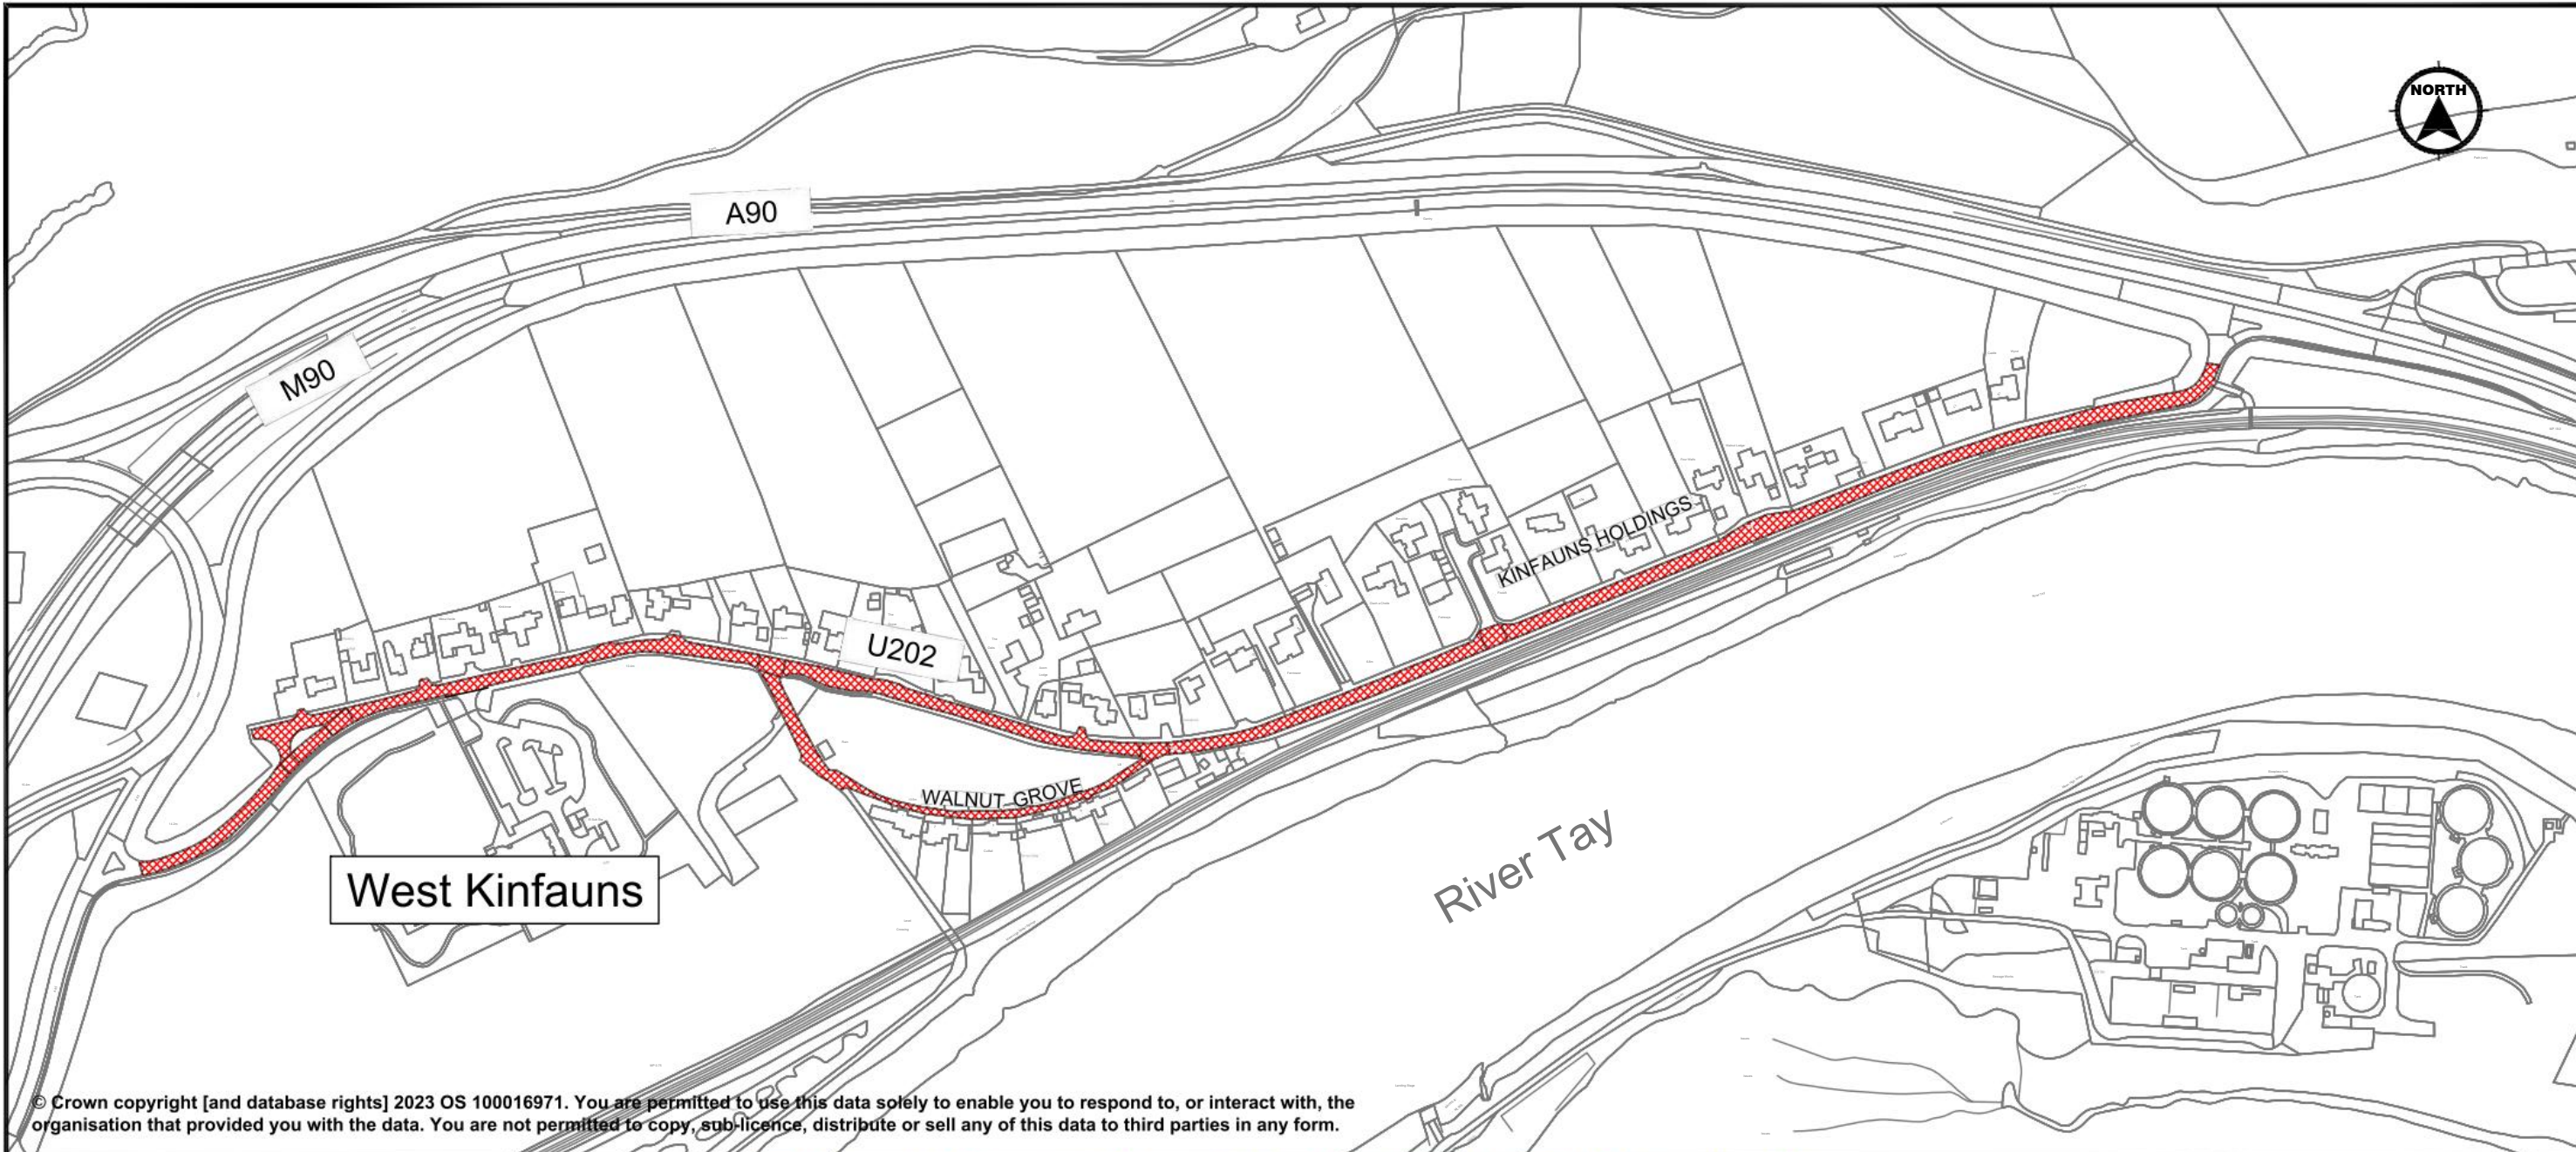 NORTH
A90
M90
KINFAUNS HOLDINGS
U202
WALNUT GROVE
West Kinfauns
River Tay
© Crown copyright [and database rights] 2023 OS 100016971. You are permitted to use this data solely to enable you to respond to, or interact with, the
organisation that provided you with the data. You are not permitted to copy, sub-licence, distribute or sell any of this data to third parties in any form.